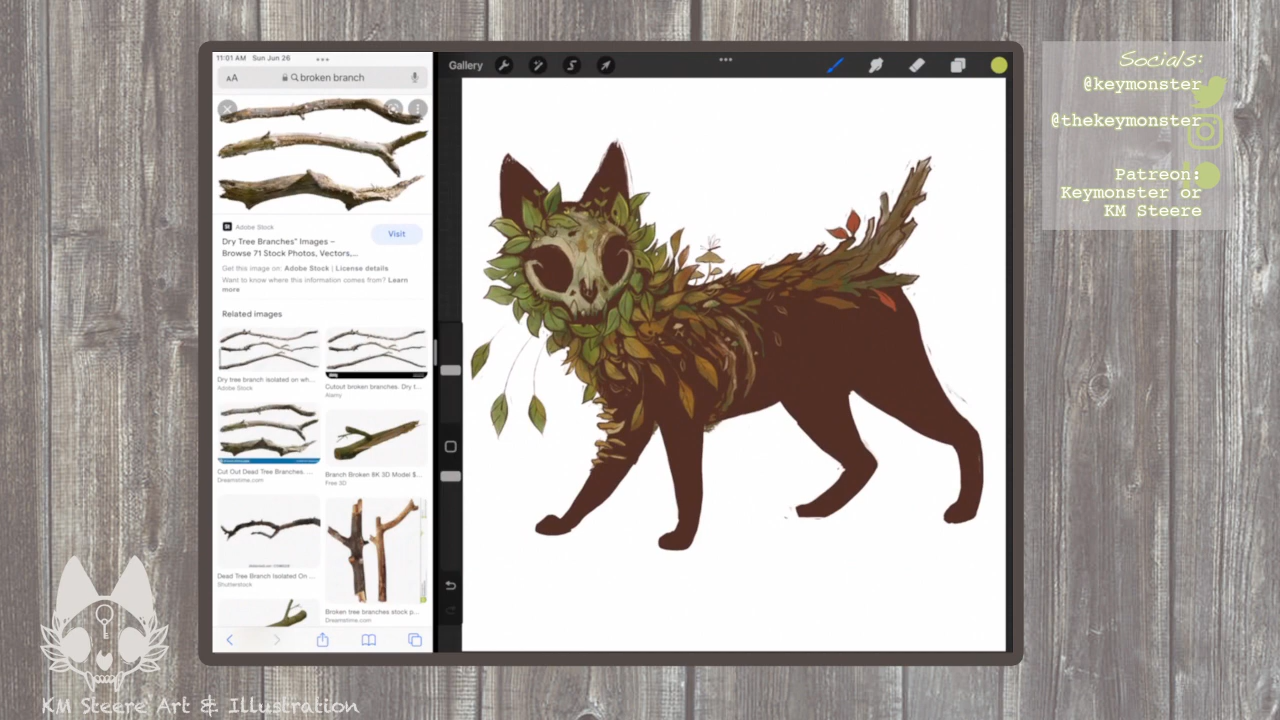 11:01 AM Sun Jun 26
AA
broken branch
St Adobe Stock
Dry Tree Branches" Images –
Browse 71 Stock Photos, Vectors,...
Visit
Get this image on: Adobe Stock | License details
Want to know where this information comes from? Learn
more
Related images
Dry tree branch isolated on wh...
Adobe Stock
Cutout broken branches. Dry t...
Alamy
Cut Out Dead Tree Branches. ...
Dreamstime.com
Branch Broken 8K 3D Model $...
Free 3D
Dead Tree Branch Isolated On ...
Shutterstock
Broken tree branches stock p...
Dreamstime.com
Gallery
Socials:
@keymonster
@thekeymonster
Patreon:
Keymonster or
KM Steere
KM Steere Art & Illustration